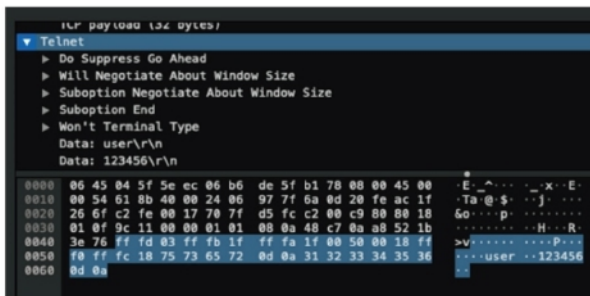 TCP payload (32 bytes)
Telnet
Do Suppress Go Ahead
Will Negotiate About Window Size
Suboption Negotiate About Window Size
Suboption End
Won't Terminal Type
Data: user\r\n
Data: 123456\r\n
0000 06 45 04 5f 5e ec 06 b6 de 5f b1 78 08 00 45 00 ·E·_^··· ·_·x··E·
0010 00 54 61 8b 40 00 24 06 97 7f 6a 0d 20 fe ac 1f ·Ta·@·$· ··j· ···
0020 26 6f c2 fe 00 17 70 7f d5 fc c2 00 c9 80 80 18 &o····p· ········
0030 01 0f 9c 11 00 00 01 01 08 0a 48 c7 0a a8 52 1b ········ ··H···R·
0040 3e 76 ff fd 03 ff fb 1f ff fa 1f 00 50 00 18 ff >v······ ····P···
0050 f0 ff fc 18 75 73 65 72 0d 0a 31 32 33 34 35 36 ····user ··123456
0060 0d 0a ··